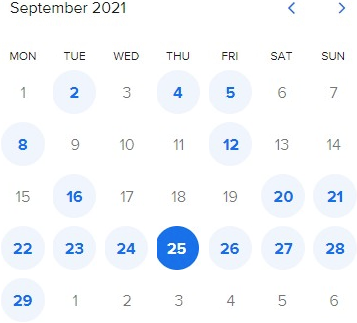 September 2021
MON TUE WED THU FRI SAT SUN
1 2 3 4 5 6 7
8 9 10 11 12 13 14
15 16 17 18 19 20 21
22 23 24 25 26 27 28
29 1 2 3 4 5 6